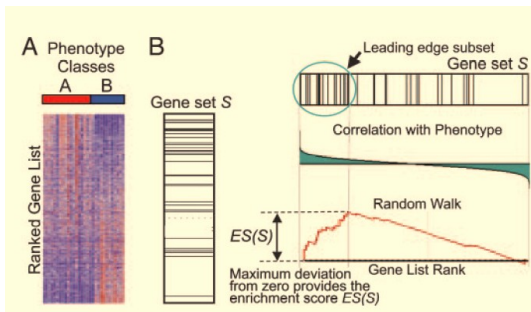 A
Phenotype
Classes
A B
Ranked Gene List
B
Gene set S
Leading edge subset
Gene set S
Correlation with Phenotype
Random Walk
ES(S)
Gene List Rank
Maximum deviation
from zero provides the
enrichment score ES(S)